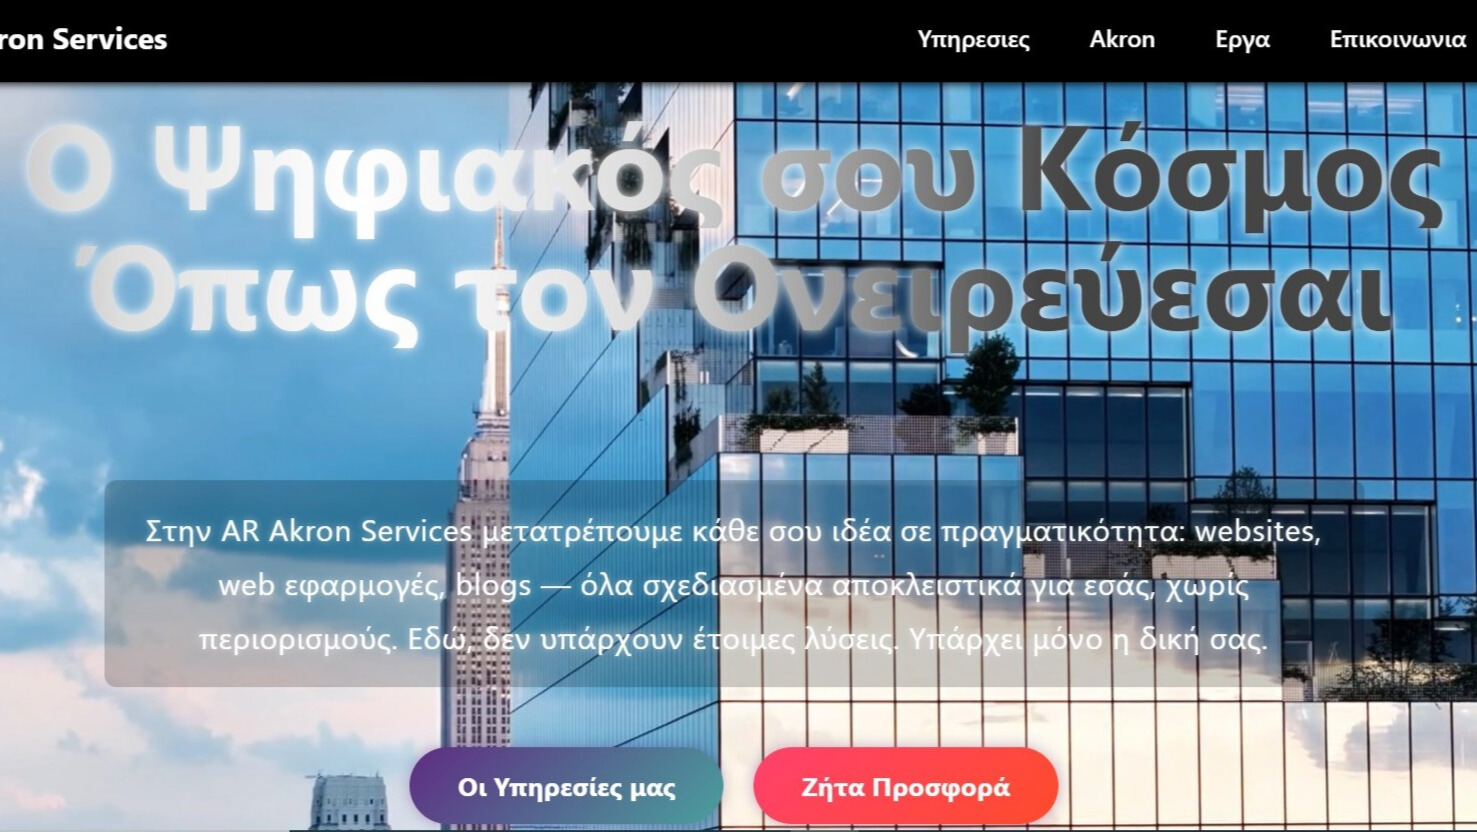 ron Services
Υπηρεσιες Akron Εργα Επικοινωνια
Ο Ψηφιακός σου Κόσμος
Όπως τον Ονειρεύεσαι
Στην AR Akron Services μετατρέπουμε κάθε σου ιδέα σε πραγματικότητα: websites,
web εφαρμογές, blogs — όλα σχεδιασμένα αποκλειστικά για εσάς, χωρίς
περιορισμούς. Εδώ, δεν υπάρχουν έτοιμες λύσεις. Υπάρχει μόνο η δική σας.
Οι Υπηρεσίες μας
Ζήτα Προσφορά